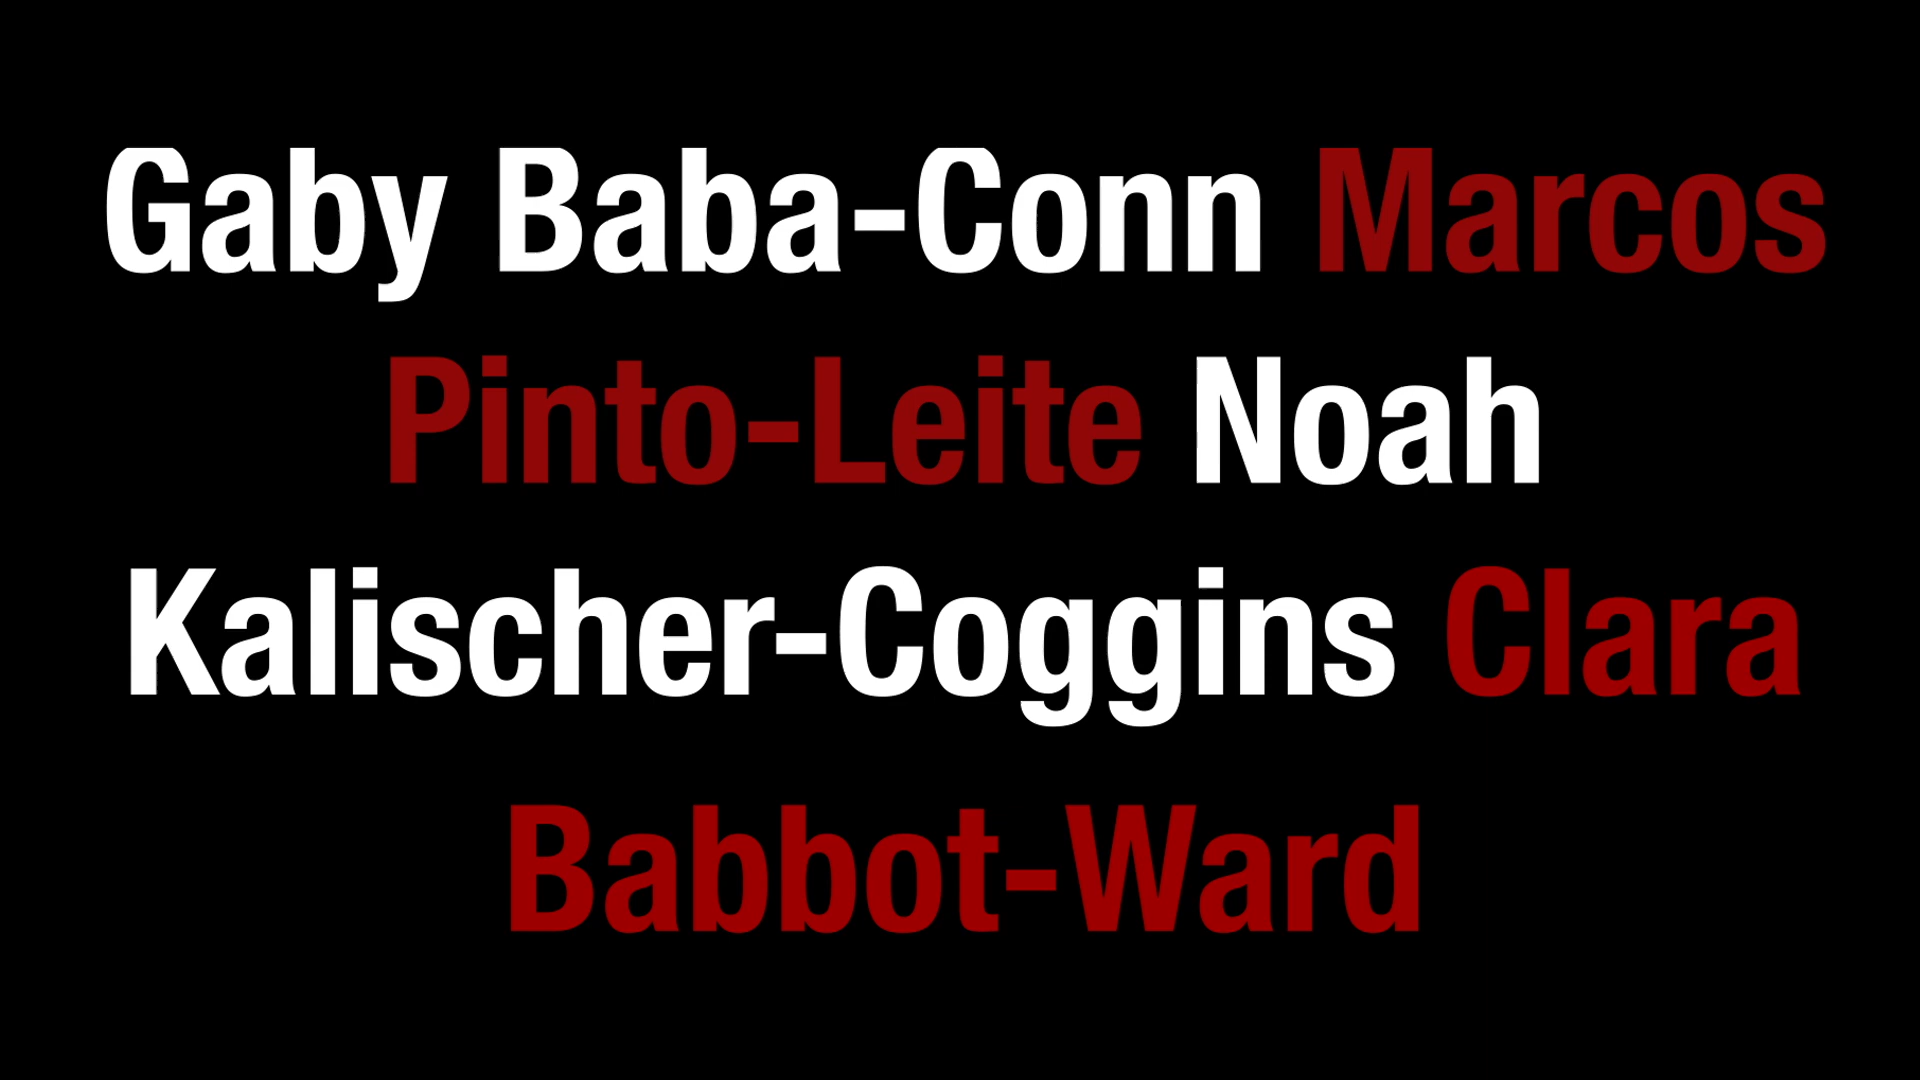 Gaby Baba-Conn Marcos
Pinto-Leite Noah
Kalischer-Coggins Clara
Babbot-Ward